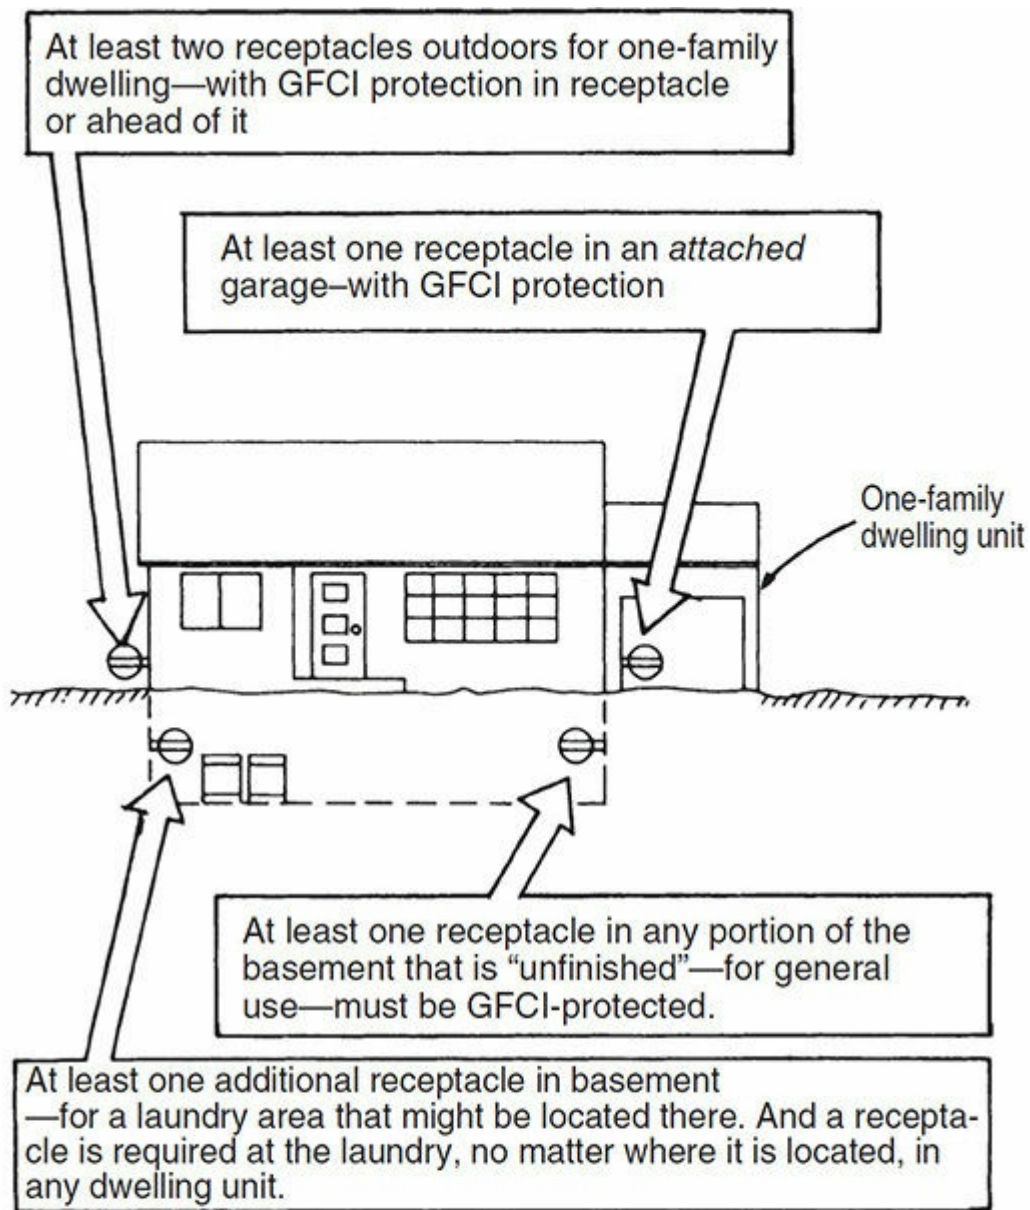 At least two receptacles outdoors for one-family
dwelling—with GFCI protection in receptacle
or ahead of it
At least one receptacle in an attached
garage–with GFCI protection
One-family
dwelling unit
At least one receptacle in any portion of the
basement that is “unfinished”—for general
use—must be GFCI-protected.
At least one additional receptacle in basement
—for a laundry area that might be located there. And a recepta-
cle is required at the laundry, no matter where it is located, in
any dwelling unit.